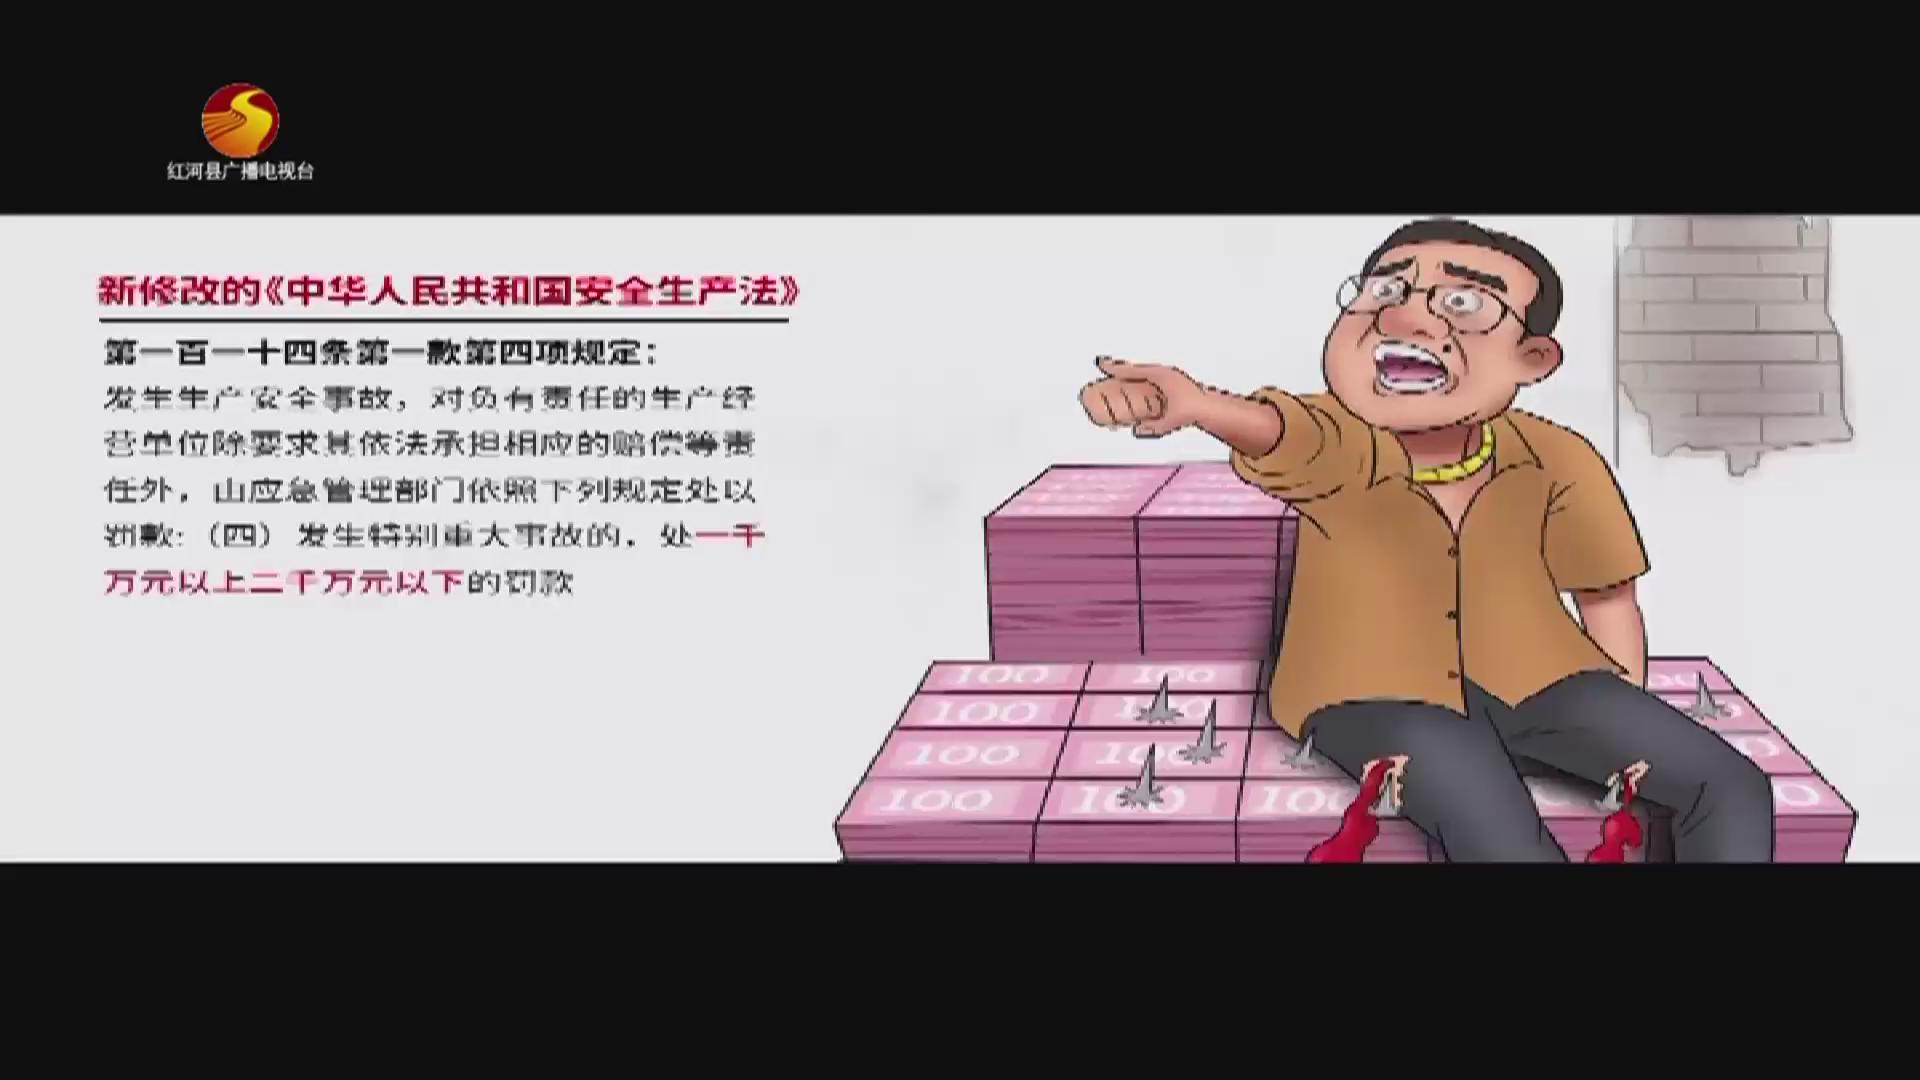 红河县广播电视台
新修改的《中华人民共和国安全生产法》
第一百一十四条第一款第四项规定：
发生生产安全事故，对负有责任的生产经
营单位除要求其依法承担相应的赔偿等责
任外，由应急管理部门依照下列规定处以
罚款：（四）发生特别重大事故的，处一千
万元以上二千万元以下的罚款
100 100
100 100
100 100
100 100 100